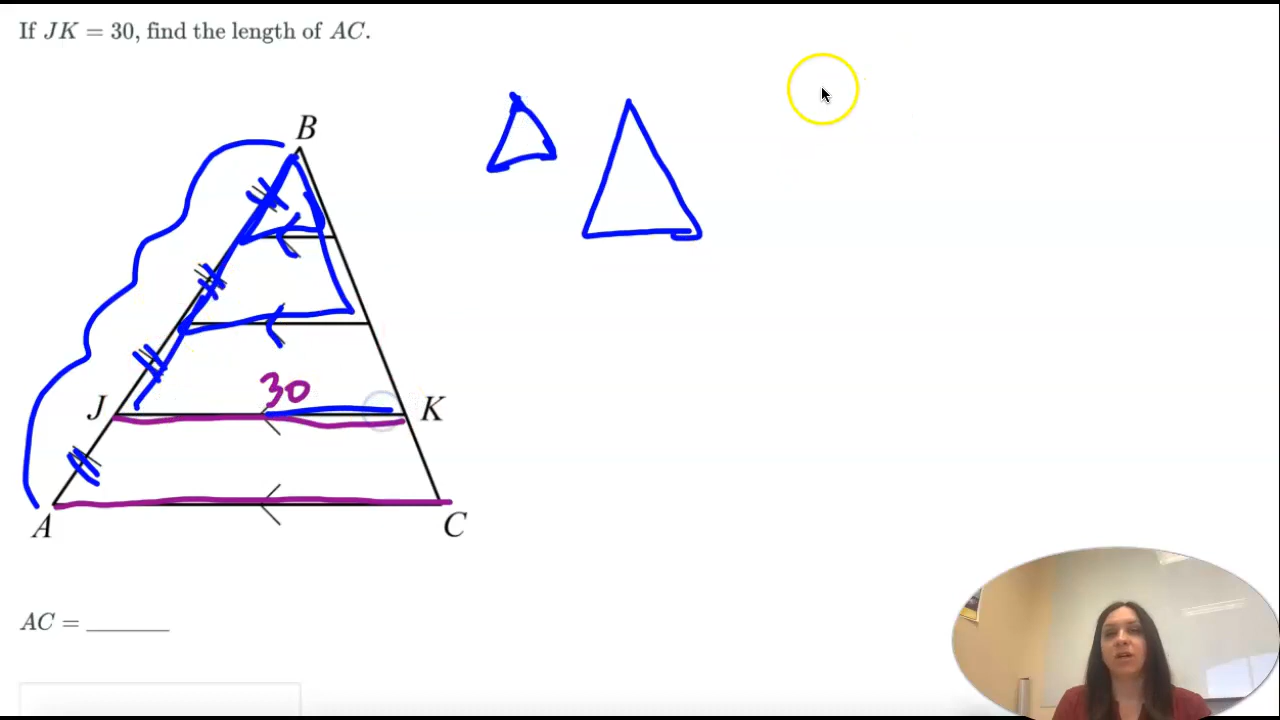 If JK = 30, find the length of AC.
B
30
J
K
A
C
AC = ________